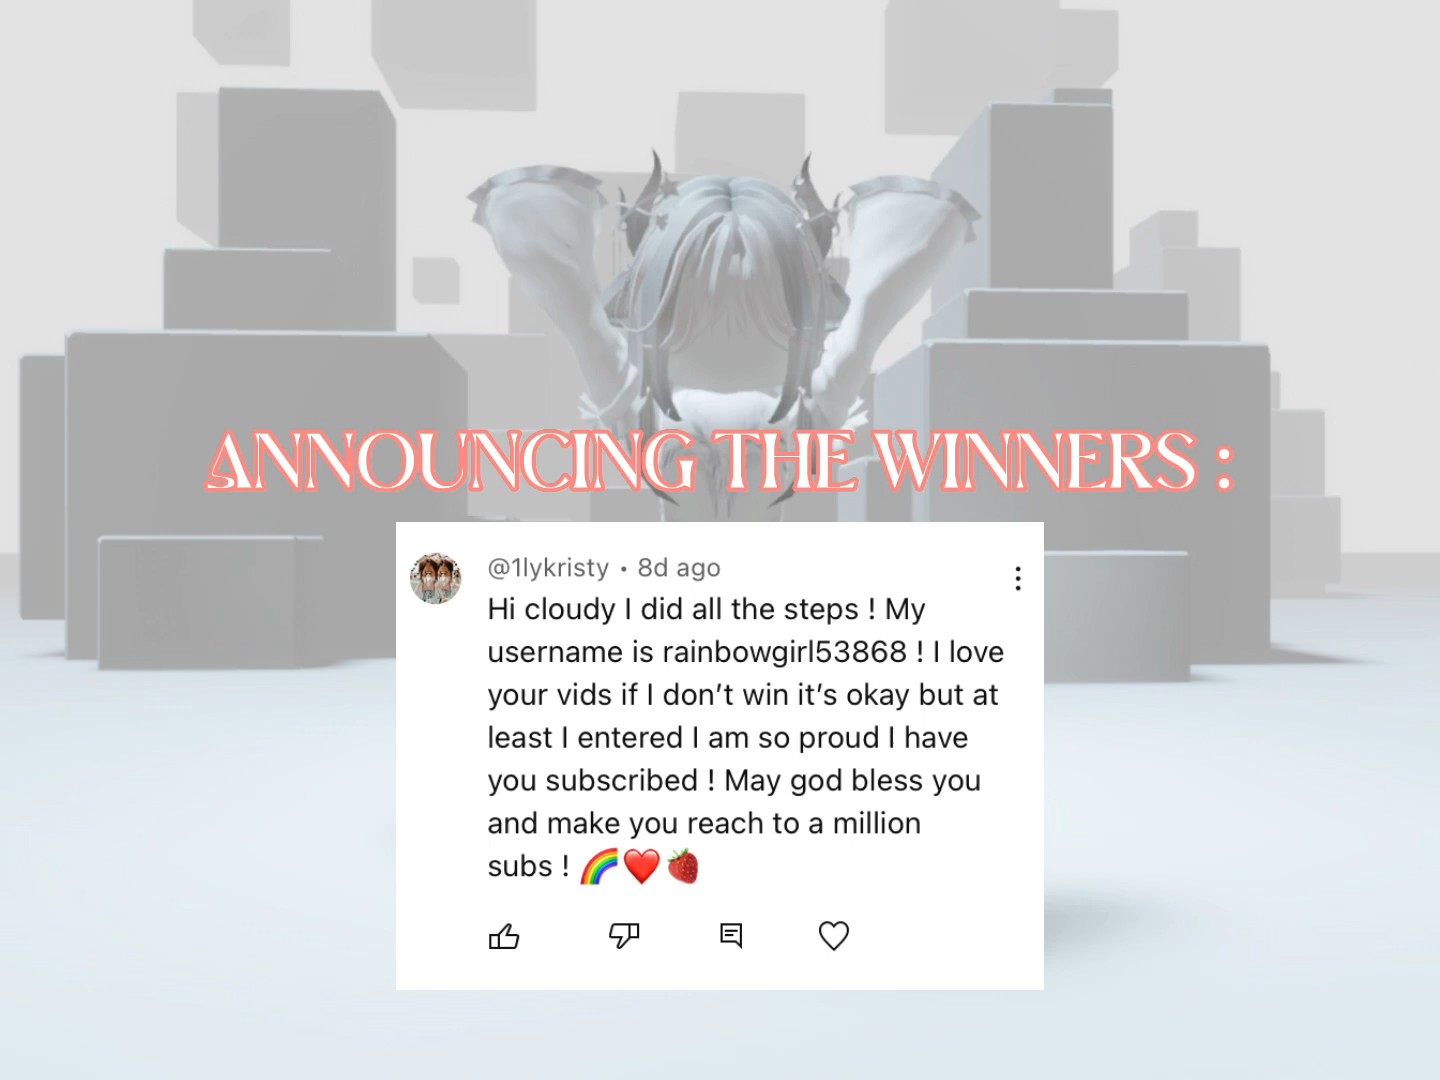 ANNOUNCING THE WINNERS :
@1lykristy • 8d ago
Hi cloudy I did all the steps ! My
username is rainbowgirl53868 ! I love
your vids if I don’t win it’s okay but at
least I entered I am so proud I have
you subscribed ! May god bless you
and make you reach to a million
subs ! 🌈❤️🍓